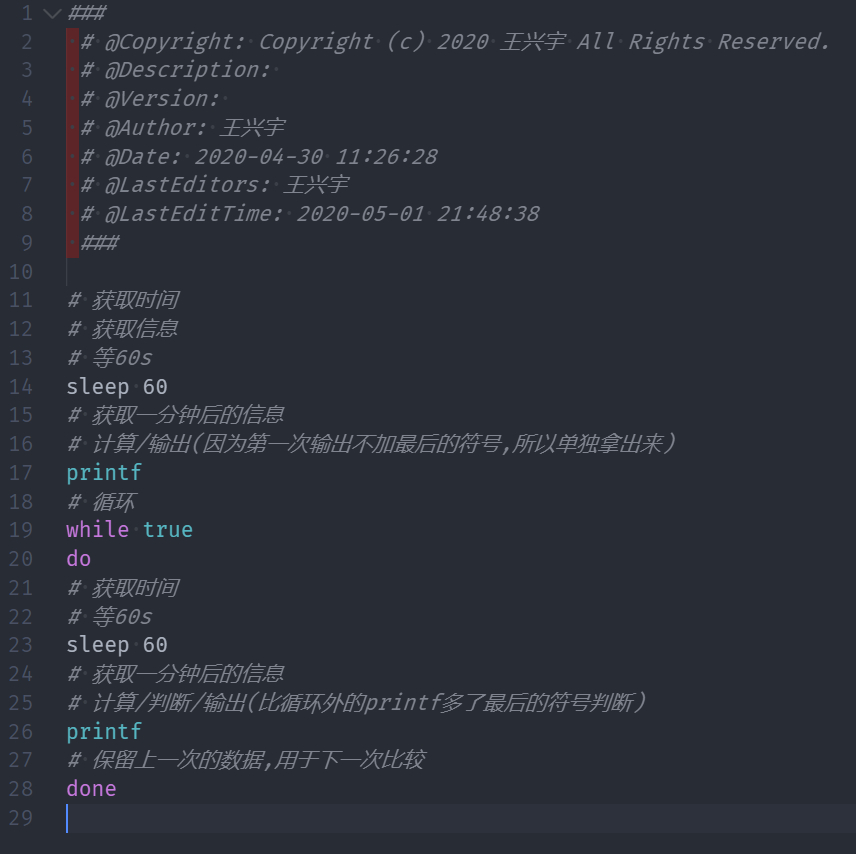 1 ###
2 # @Copyright: Copyright (c) 2020 王兴宇 All Rights Reserved.
3 # @Description:
4 # @Version:
5 # @Author: 王兴宇
6 # @Date: 2020-04-30 11:26:28
7 # @LastEditors: 王兴宇
8 # @LastEditTime: 2020-05-01 21:48:38
9 ###
10
11 # 获取时间
12 # 获取信息
13 # 等60s
14 sleep 60
15 # 获取一分钟后的信息
16 # 计算/输出(因为第一次输出不加最后的符号,所以单独拿出来)
17 printf
18 # 循环
19 while true
20 do
21 # 获取时间
22 # 等60s
23 sleep 60
24 # 获取一分钟后的信息
25 # 计算/判断/输出(比循环外的printf多了最后的符号判断)
26 printf
27 # 保留上一次的数据,用于下一次比较
28 done
29